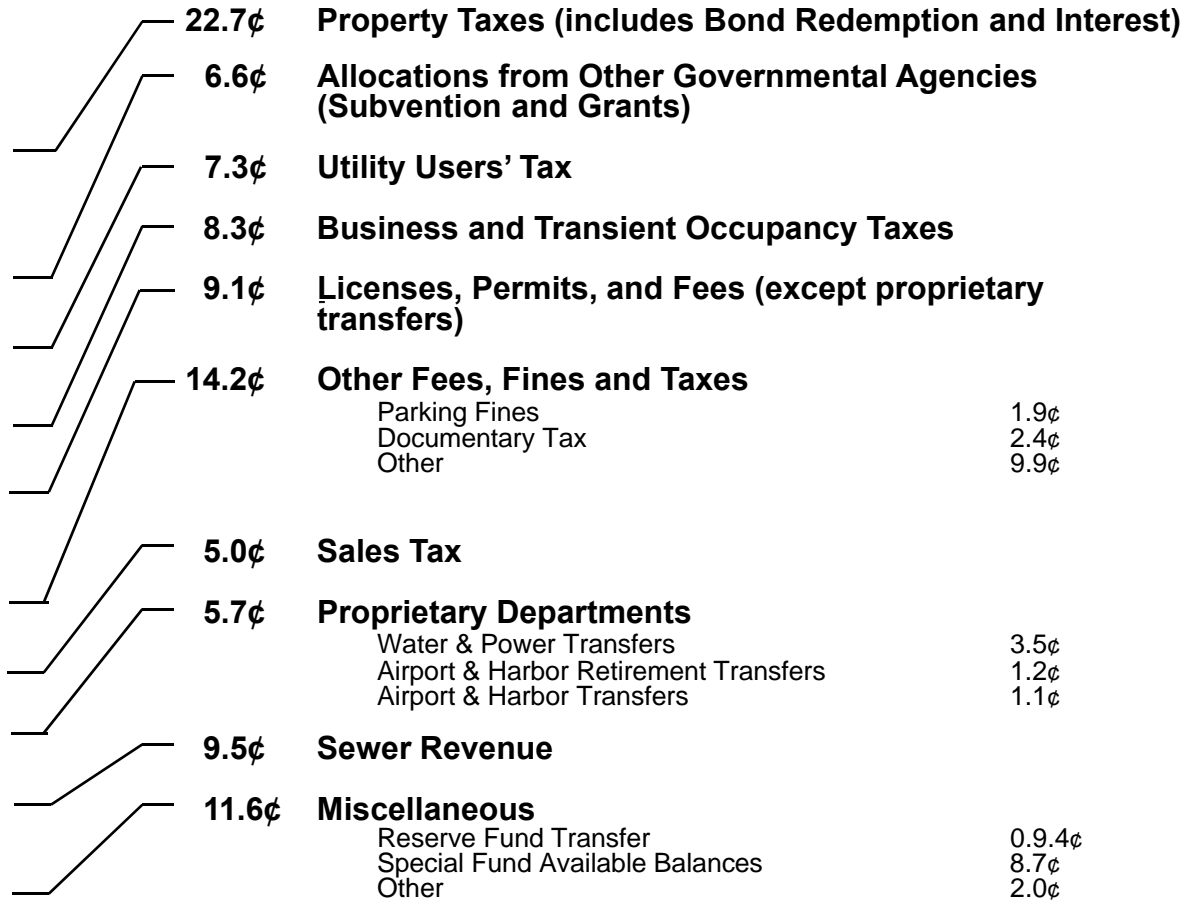 22.7¢ Property Taxes (includes Bond Redemption and Interest)
6.6¢ Allocations from Other Governmental Agencies
(Subvention and Grants)
7.3¢ Utility Users’ Tax
8.3¢ Business and Transient Occupancy Taxes
9.1¢ Licenses, Permits, and Fees (except proprietary
transfers)
14.2¢ Other Fees, Fines and Taxes
Parking Fines 1.9¢
Documentary Tax 2.4¢
Other 9.9¢
5.0¢ Sales Tax
5.7¢ Proprietary Departments
Water & Power Transfers 3.5¢
Airport & Harbor Retirement Transfers 1.2¢
Airport & Harbor Transfers 1.1¢
9.5¢ Sewer Revenue
11.6¢ Miscellaneous
Reserve Fund Transfer 0.9.4¢
Special Fund Available Balances 8.7¢
Other 2.0¢